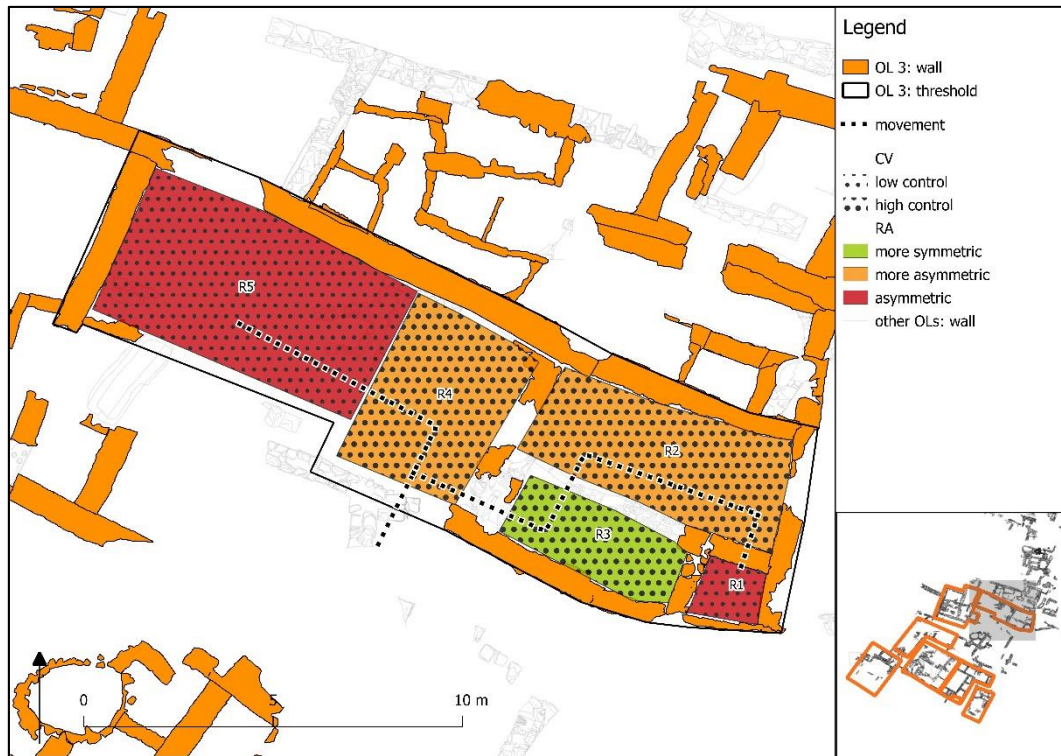 Legend
OL 3: wall
OL 3: threshold
movement
CV
low control
high control
RA
more symmetric
more asymmetric
asymmetric
other OLs: wall
R5
R4
R2
R3
R1
0 5 10 m